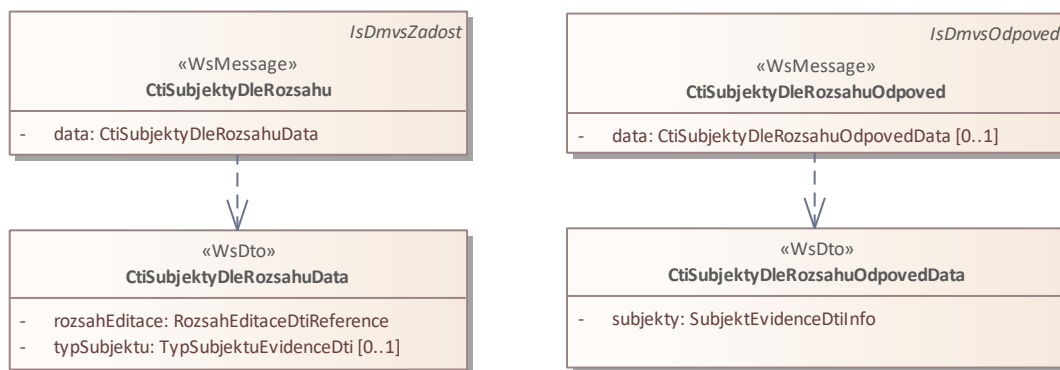 IsDmvsZadost
«WsMessage»
CtiSubjektyDleRozsahu
- data: CtiSubjektyDleRozsahuData
«WsDto»
CtiSubjektyDleRozsahuData
- rozsahEditace: RozsahEditaceDtiReference
- typSubjektu: TypSubjektuEvidenceDti [0..1]
IsDmvsOdpoved
«WsMessage»
CtiSubjektyDleRozsahuOdpoved
- data: CtiSubjektyDleRozsahuOdpovedData [0..1]
«WsDto»
CtiSubjektyDleRozsahuOdpovedData
- subjekty: SubjektEvidenceDtiInfo